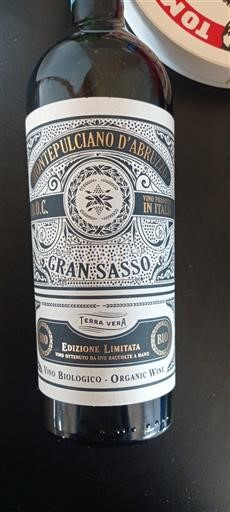 MONTEPULCIANO D'ABRUZZO
D.O.C.
VINO PRODOTTO
IN ITALIA
GRAN SASSO
TERRA VERA
BIO
EDIZIONE LIMITATA
VINO OTTENUTO DA UVE RACCOLTE A MANO
BIO
VINO BIOLOGICO - ORGANIC WINE
TOM